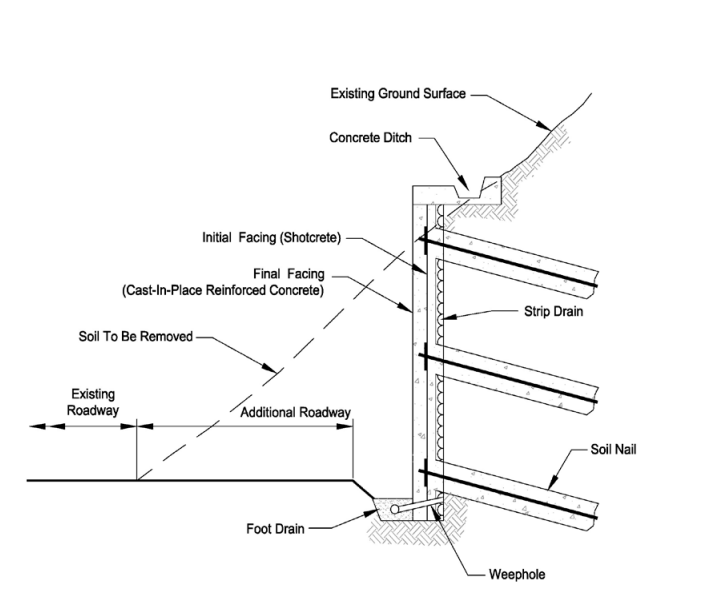 Existing Ground Surface
Concrete Ditch
Initial Facing (Shotcrete)
Final Facing
(Cast-In-Place Reinforced Concrete)
Strip Drain
Soil To Be Removed
Existing
Roadway
Additional Roadway
Soil Nail
Foot Drain
Weephole